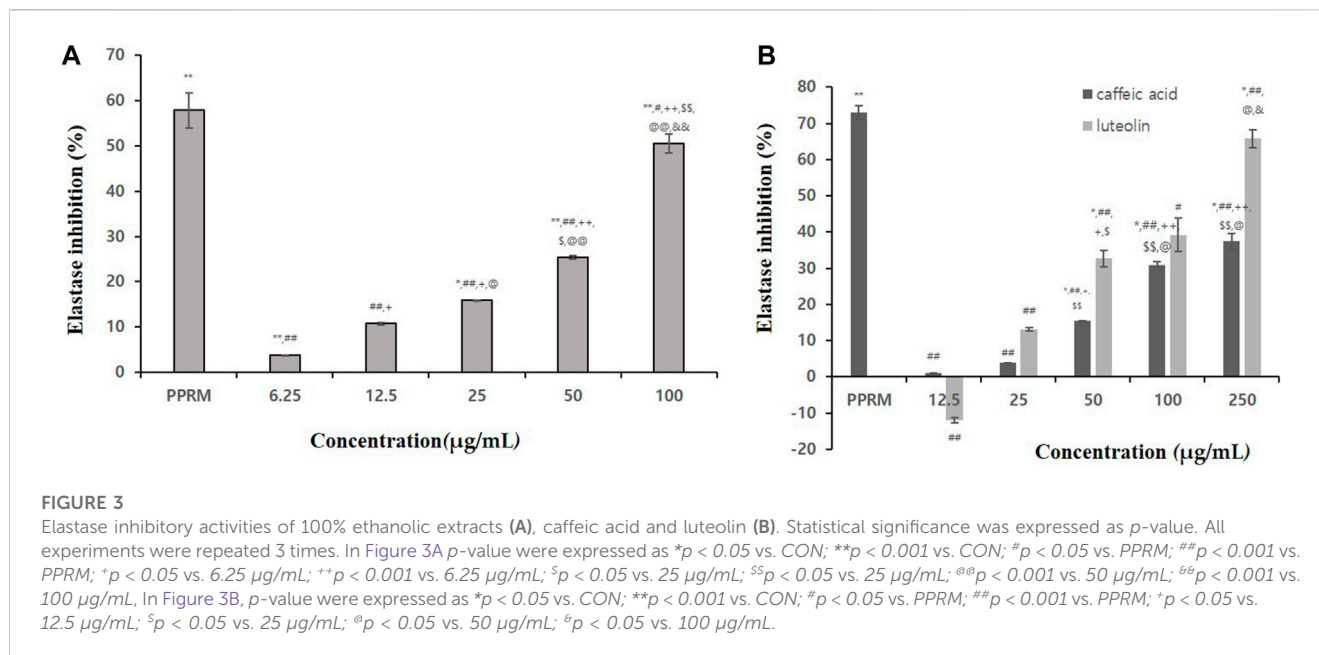 A
Elastase inhibition (%)
70
60
50
40
30
20
10
0
**
**,##
##,+
*,##,+,@
**,##,++,
$,@@
**,#,++,$$,
@@,&&
PPRM 6.25 12.5 25 50 100
Concentration(µg/mL)
B
Elastase inhibition (%)
80
70
60
50
40
30
20
10
0
-10
-20
caffeic acid
luteolin
**
##
##
##
##
*,##,+,
$$
*,##,
+,$
*,##,++,
$$,@
#
*,##,++,
$$,@
*,##,
@,&
PPRM 12.5 25 50 100 250
Concentration (µg/mL)
FIGURE 3
Elastase inhibitory activities of 100% ethanolic extracts (A), caffeic acid and luteolin (B). Statistical significance was expressed as p-value. All
experiments were repeated 3 times. In Figure 3A p-value were expressed as *p < 0.05 vs. CON; **p < 0.001 vs. CON; #p < 0.05 vs. PPRM; ##p < 0.001 vs.
PPRM; +p < 0.05 vs. 6.25 µg/mL; ++p < 0.001 vs. 6.25 µg/mL; $p < 0.05 vs. 25 µg/mL; $$p < 0.05 vs. 25 µg/mL; @@p < 0.001 vs. 50 µg/mL; &&p < 0.001 vs.
100 µg/mL, In Figure 3B, p-value were expressed as *p < 0.05 vs. CON; **p < 0.001 vs. CON; #p < 0.05 vs. PPRM; ##p < 0.001 vs. PPRM; +p < 0.05 vs.
12.5 µg/mL; $p < 0.05 vs. 25 µg/mL; @p < 0.05 vs. 50 µg/mL; &p < 0.05 vs. 100 µg/mL.